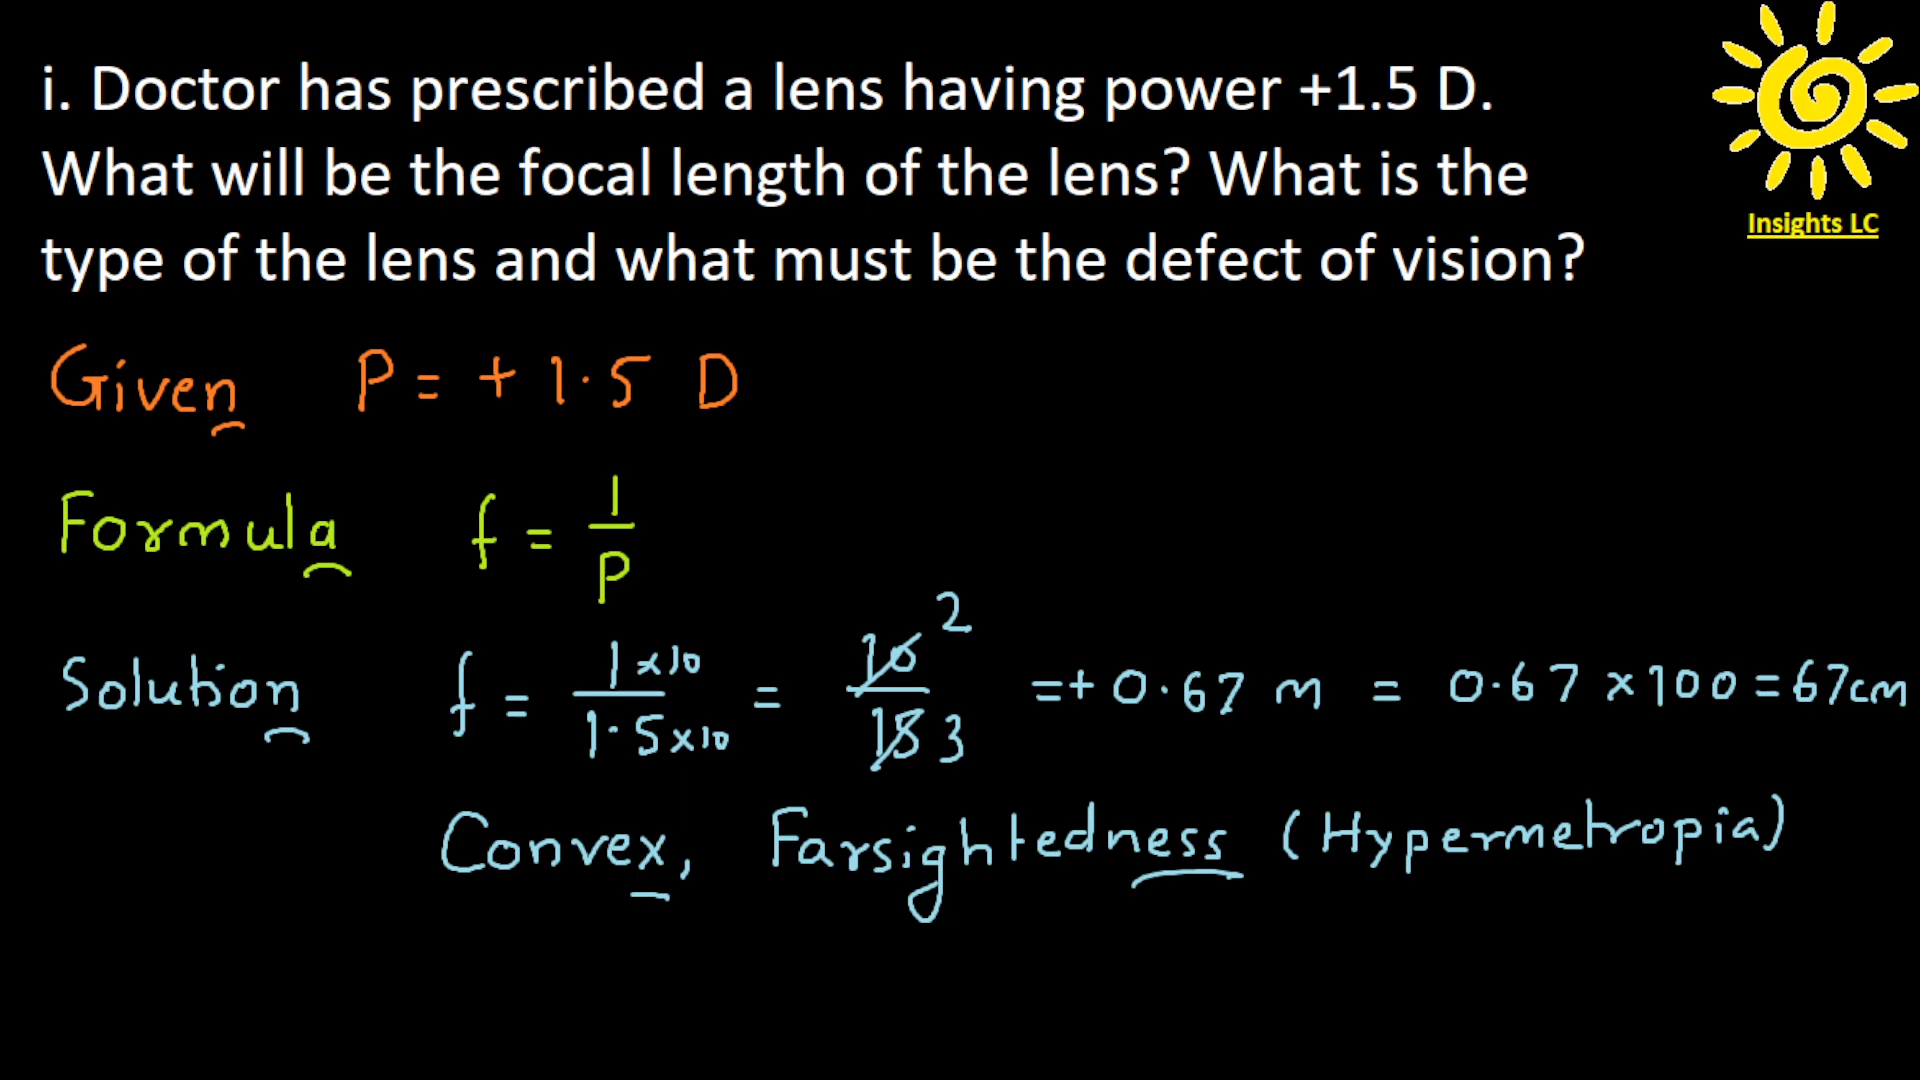 i. Doctor has prescribed a lens having power +1.5 D.
What will be the focal length of the lens? What is the
type of the lens and what must be the defect of vision?
Insights LC
Given P = + 1.5 D
Formula f = 1/P
Solution f = 1 x 10 / 1.5 x 10 = 10 2 / 15 3 = + 0.67 m = 0.67 x 100 = 67 cm
Convex, Farsightedness (Hypermetropia)